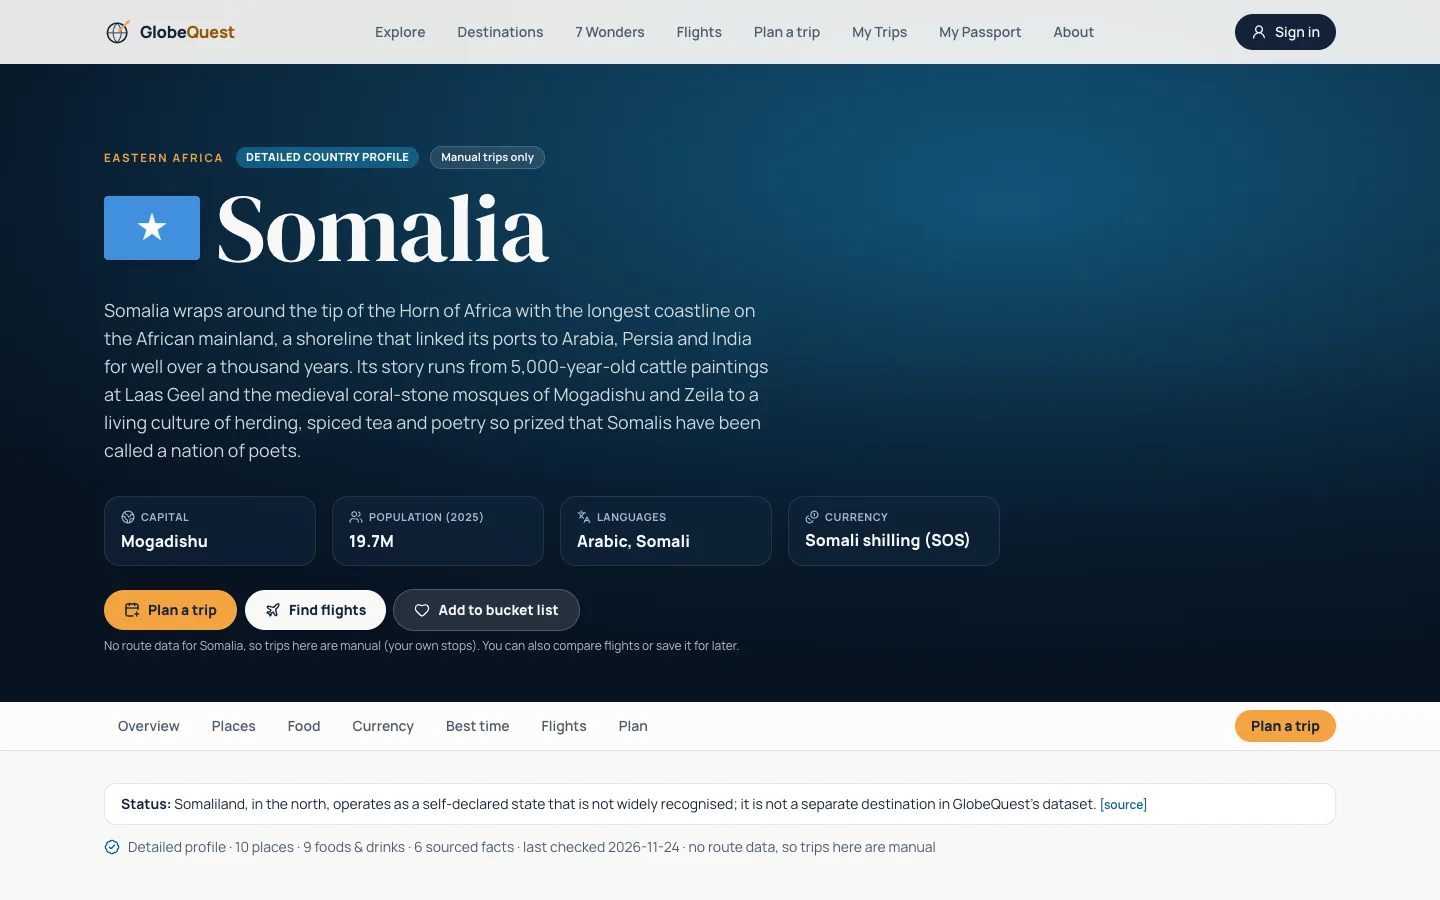 GlobeQuest
Explore
Destinations
7 Wonders
Flights
Plan a trip
My Trips
My Passport
About
Sign in
EASTERN AFRICA
DETAILED COUNTRY PROFILE
Manual trips only
Somalia
Somalia wraps around the tip of the Horn of Africa with the longest coastline on
the African mainland, a shoreline that linked its ports to Arabia, Persia and India
for well over a thousand years. Its story runs from 5,000-year-old cattle paintings
at Laas Geel and the medieval coral-stone mosques of Mogadishu and Zeila to a
living culture of herding, spiced tea and poetry so prized that Somalis have been
called a nation of poets.
CAPITAL
Mogadishu
POPULATION (2025)
19.7M
LANGUAGES
Arabic, Somali
CURRENCY
Somali shilling (SOS)
Plan a trip
Find flights
Add to bucket list
No route data for Somalia, so trips here are manual (your own stops). You can also compare flights or save it for later.
Overview
Places
Food
Currency
Best time
Flights
Plan
Plan a trip
Status: Somaliland, in the north, operates as a self-declared state that is not widely recognised; it is not a separate destination in GlobeQuest's dataset. [source]
Detailed profile · 10 places · 9 foods & drinks · 6 sourced facts · last checked 2026-11-24 · no route data, so trips here are manual